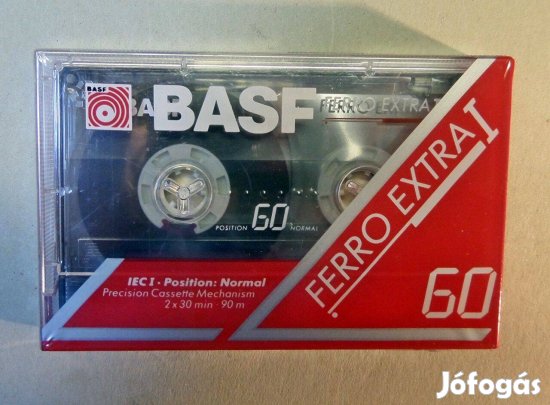 BASF
BASF
FERRO EXTRA I
FERRO EXTRA I
POSITION 60 NORMAL
IEC I · Position: Normal
Precision Cassette Mechanism
2 x 30 min · 90 m
60
Jófogás